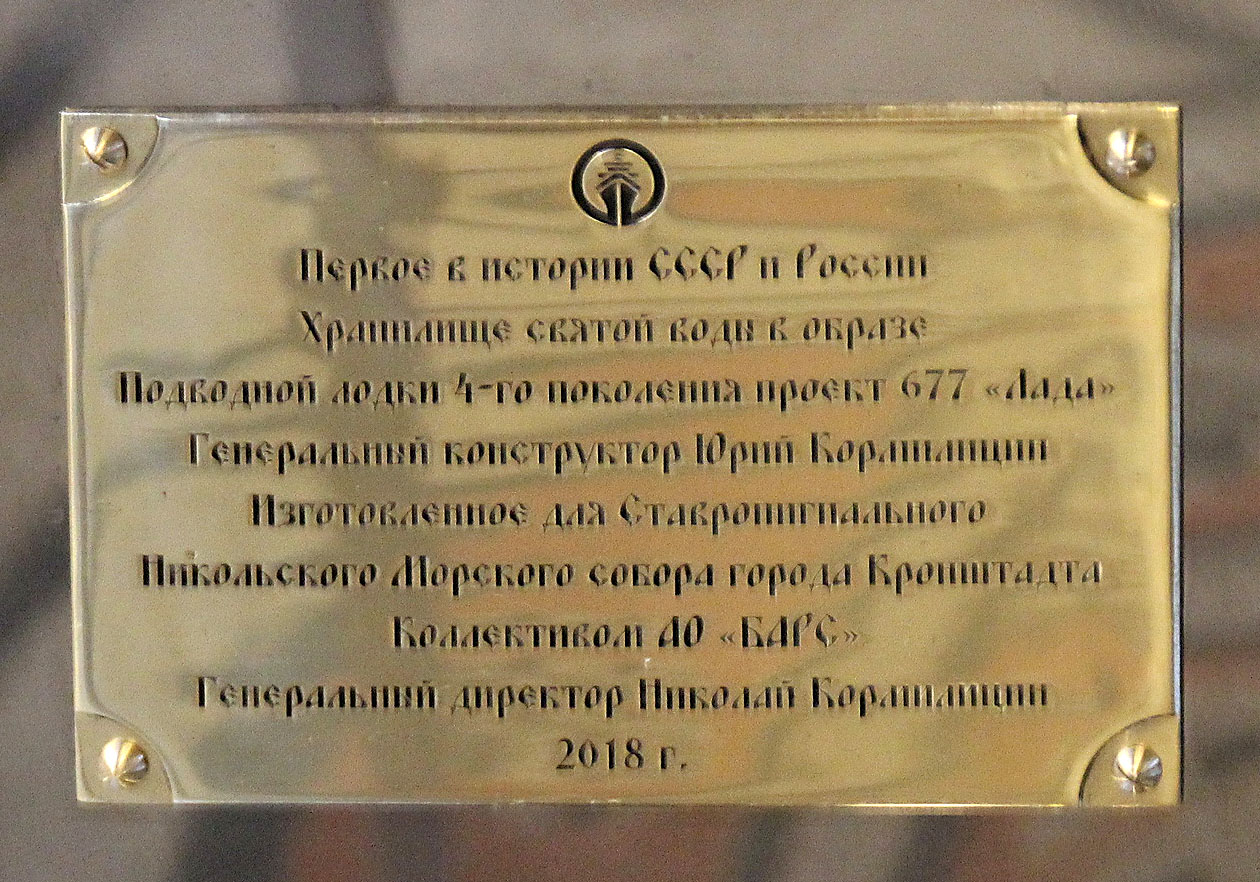 Первое в истории СССР и России
Хранилище святой воды в образе
Подводной лодки 4-го поколения проект 677 «Лада»
Генеральный конструктор Юрий Кормилицин
Изготовленное для Ставропигиального
Никольского Морского собора города Кронштадта
Коллективом АО «БАРС»
Генеральный директор Николай Кормилицин
2018 г.